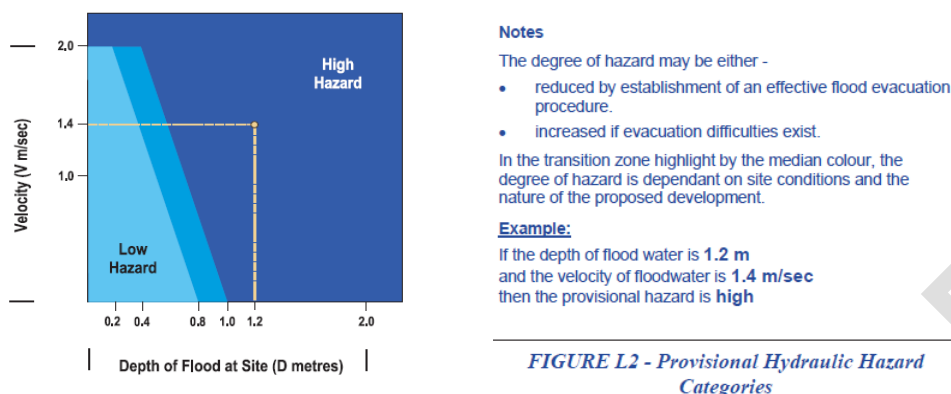 2.0
1.4
1.0
Velocity (V m/sec)
High
Hazard
Low
Hazard
0.2 0.4 0.8 1.0 1.2 2.0
Depth of Flood at Site (D metres)
Notes
The degree of hazard may be either -
• reduced by establishment of an effective flood evacuation
procedure.
• increased if evacuation difficulties exist.
In the transition zone highlight by the median colour, the
degree of hazard is dependant on site conditions and the
nature of the proposed development.
Example:
If the depth of flood water is 1.2 m
and the velocity of floodwater is 1.4 m/sec
then the provisional hazard is high
FIGURE L2 - Provisional Hydraulic Hazard
Categories